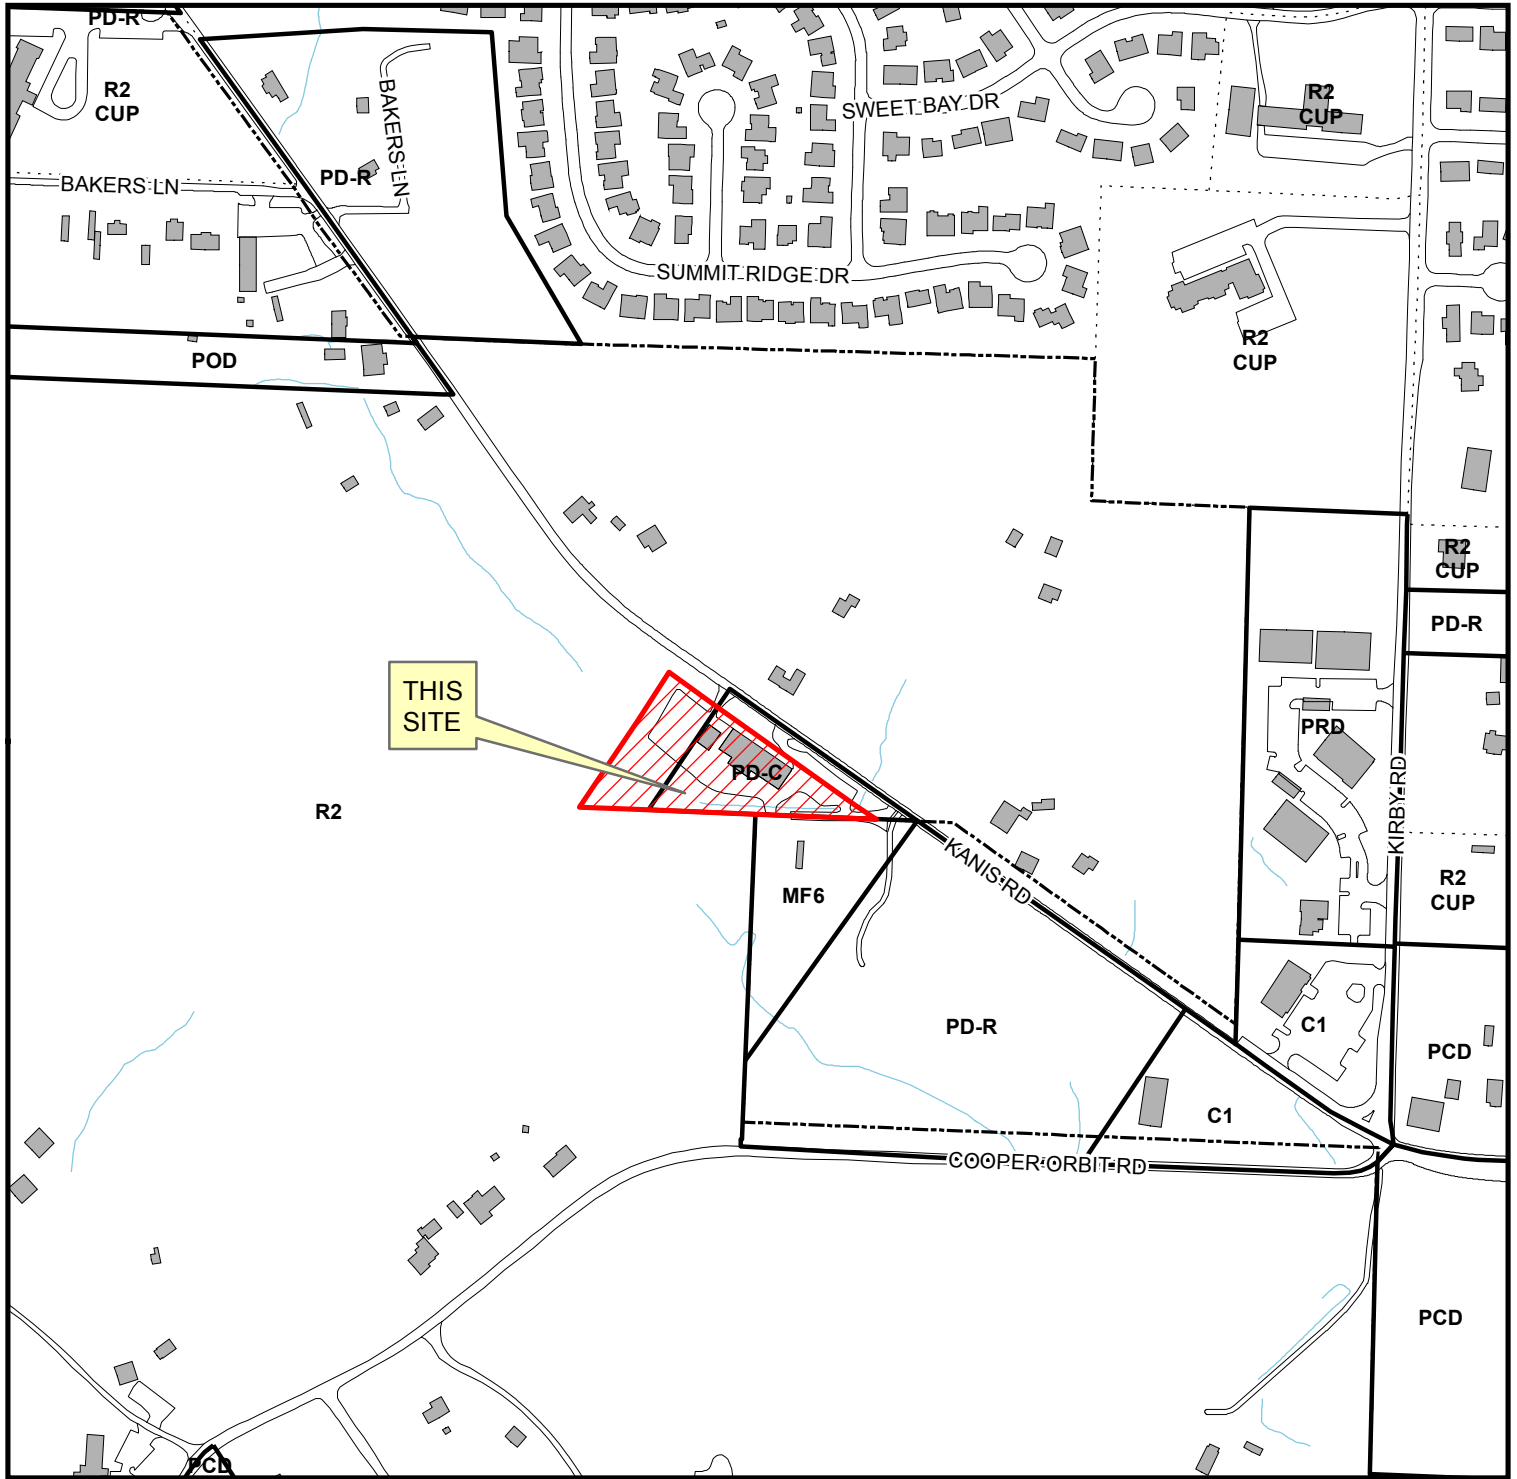 PD-R
R2
CUP
BAKERS LN
SWEET BAY DR
R2
CUP
BAKERS LN
PD-R
SUMMIT RIDGE DR
R2
CUP
POD
R2
CUP
PD-R
THIS
SITE
PRD
PD-C
R2
KIRBY RD
KANIS RD
MF6
R2
CUP
PD-R
C1
PCD
C1
COOPER ORBIT RD
PCD
PCD